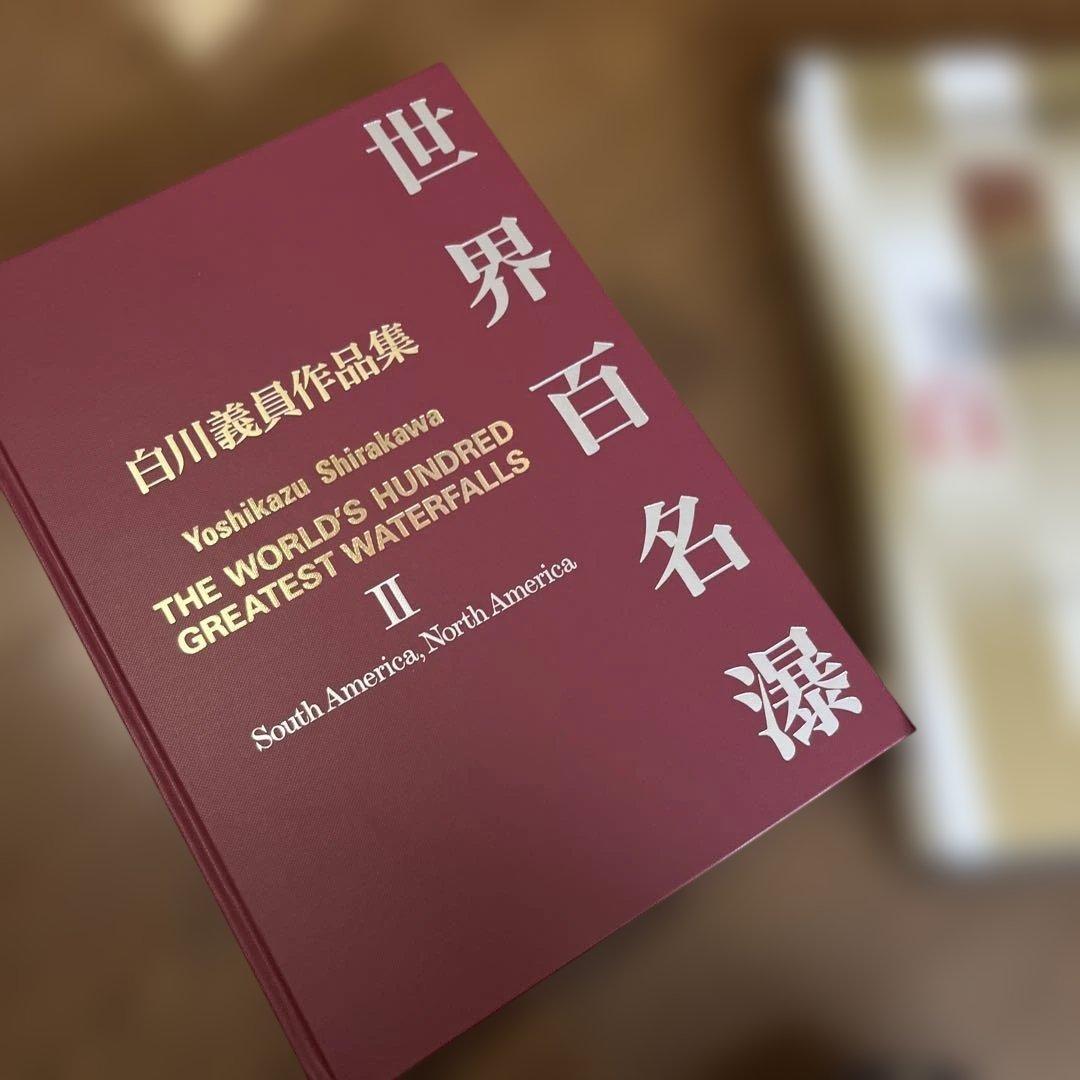 世界百名瀑
白川義員作品集
Yoshikazu Shirakawa
THE WORLD'S HUNDRED
GREATEST WATERFALLS
II
South America, North America